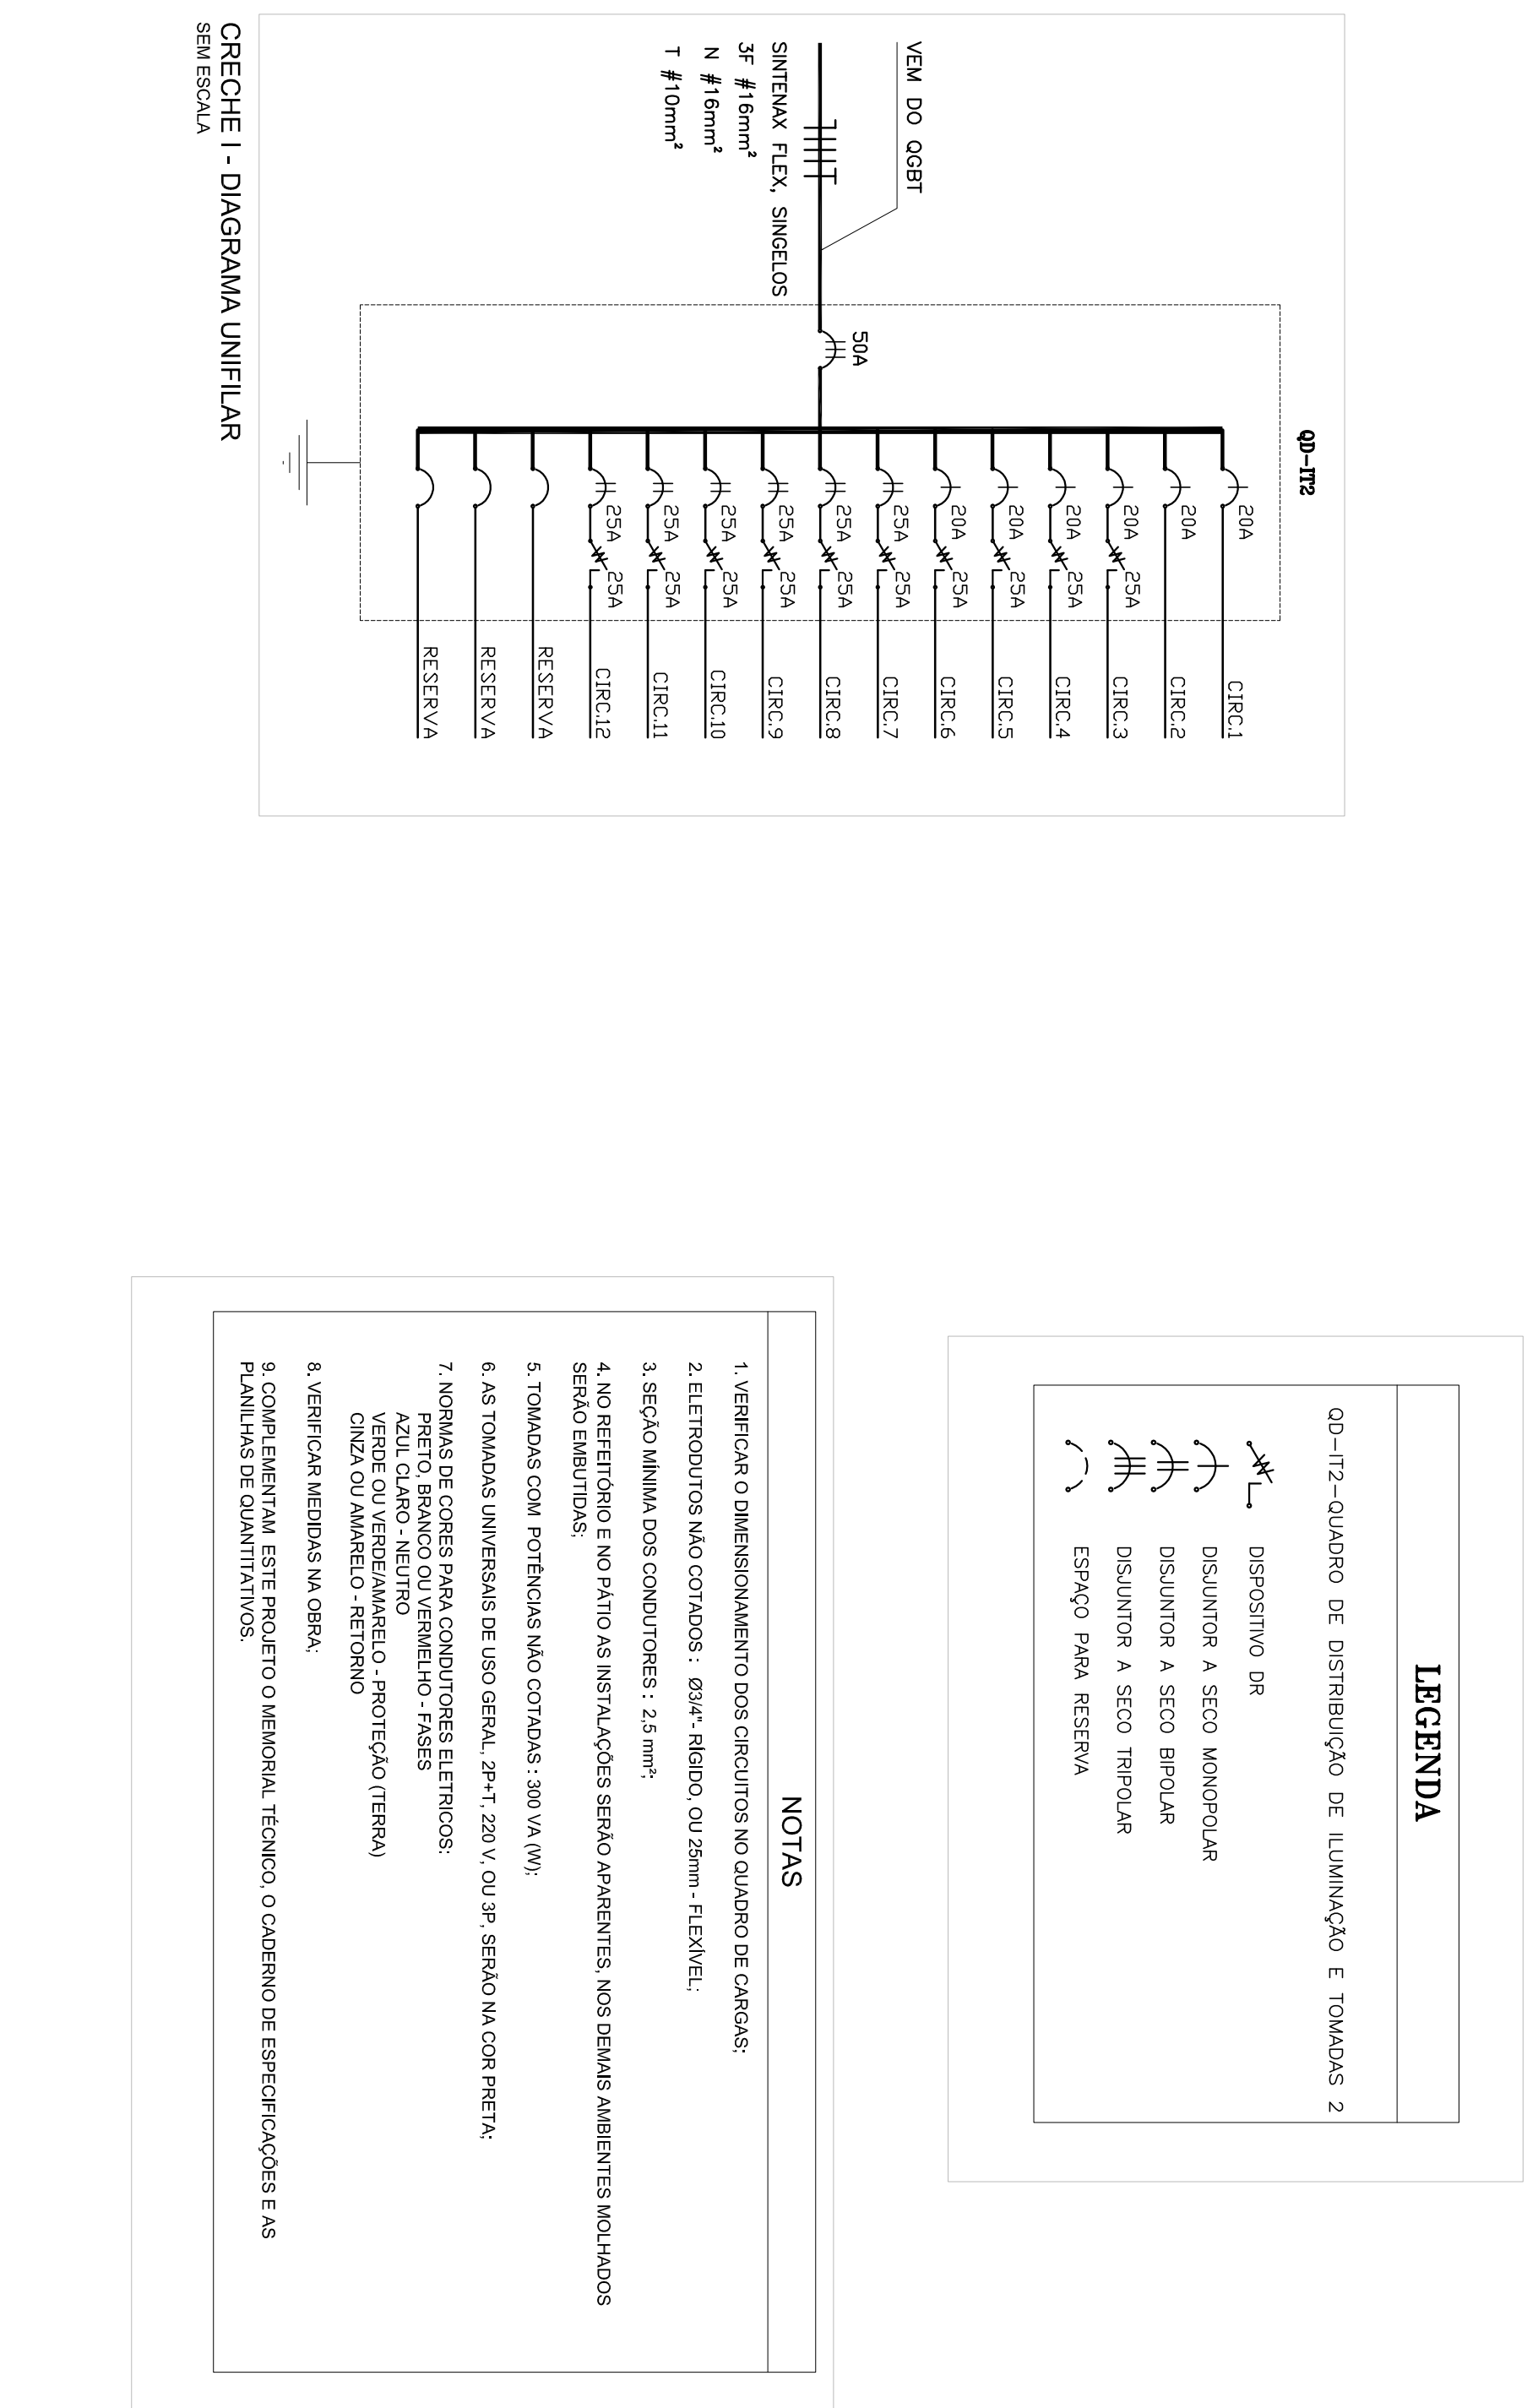 QD-IT2
VEM DO QGBT
50A
SINTENAX FLEX, SINGELOS
3F #16mm²
N #16mm²
T #10mm²
20A CIRC.1
20A CIRC.2
20A 25A CIRC.3
20A 25A CIRC.4
20A 25A CIRC.5
20A 25A CIRC.6
25A 25A CIRC.7
25A 25A CIRC.8
25A 25A CIRC.9
25A 25A CIRC.10
25A 25A CIRC.11
25A 25A CIRC.12
RESERVA
RESERVA
RESERVA
CRECHE I - DIAGRAMA UNIFILAR
SEM ESCALA
LEGENDA
QD-IT2-QUADRO DE DISTRIBUIÇÃO DE ILUMINAÇÃO E TOMADAS 2
DISPOSITIVO DR
DISJUNTOR A SECO MONOPOLAR
DISJUNTOR A SECO BIPOLAR
DISJUNTOR A SECO TRIPOLAR
ESPAÇO PARA RESERVA
NOTAS
1. VERIFICAR O DIMENSIONAMENTO DOS CIRCUITOS NO QUADRO DE CARGAS;
2. ELETRODUTOS NÃO COTADOS : Ø3/4"- RÍGIDO, OU 25mm - FLEXÍVEL;
3. SEÇÃO MÍNIMA DOS CONDUTORES : 2,5 mm²;
4. NO REFEITÓRIO E NO PÁTIO AS INSTALAÇÕES SERÃO APARENTES, NOS DEMAIS AMBIENTES MOLHADOS
SERÃO EMBUTIDAS;
5. TOMADAS COM POTÊNCIAS NÃO COTADAS : 300 VA (W);
6. AS TOMADAS UNIVERSAIS DE USO GERAL, 2P+T, 220 V, OU 3P, SERÃO NA COR PRETA;
7. NORMAS DE CORES PARA CONDUTORES ELETRICOS:
PRETO, BRANCO OU VERMELHO - FASES
AZUL CLARO - NEUTRO
VERDE OU VERDE/AMARELO - PROTEÇÃO (TERRA)
CINZA OU AMARELO - RETORNO
8. VERIFICAR MEDIDAS NA OBRA;
9. COMPLEMENTAM ESTE PROJETO O MEMORIAL TÉCNICO, O CADERNO DE ESPECIFICAÇÕES E AS
PLANILHAS DE QUANTITATIVOS.